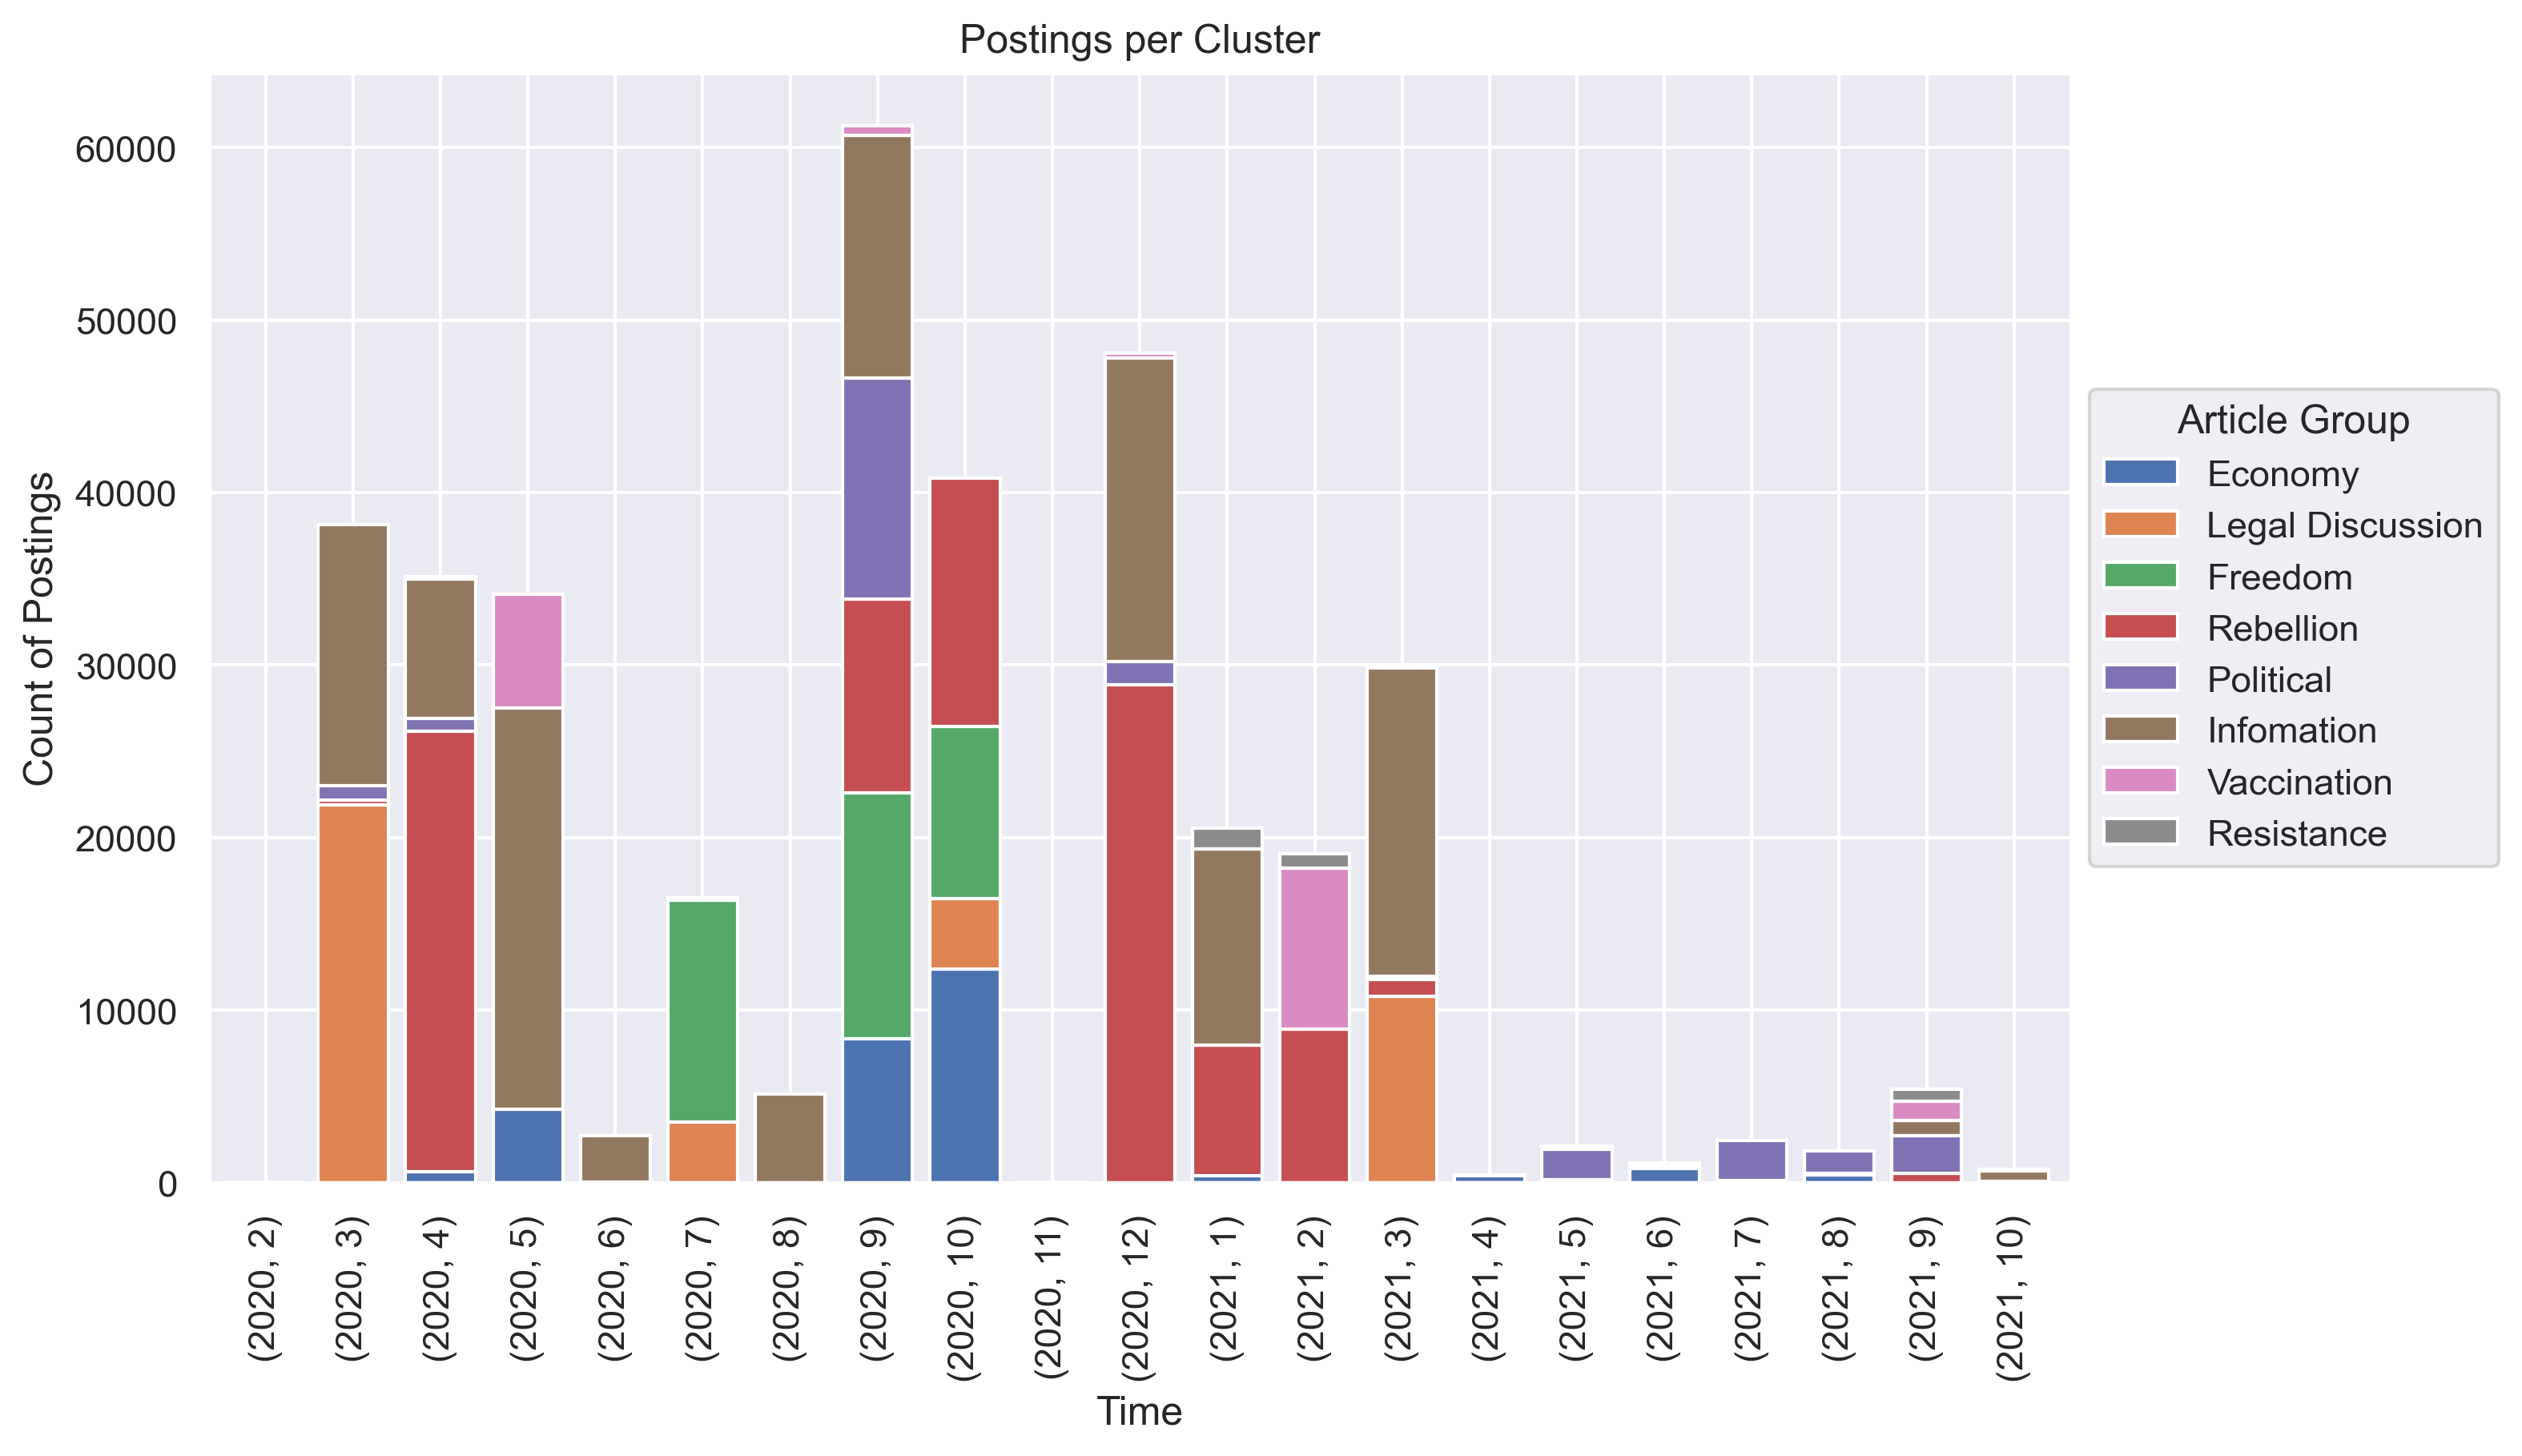 Postings per Cluster
Count of Postings
60000
50000
40000
30000
20000
10000
0
(2020, 2)
(2020, 3)
(2020, 4)
(2020, 5)
(2020, 6)
(2020, 7)
(2020, 8)
(2020, 9)
(2020, 10)
(2020, 11)
(2020, 12)
(2021, 1)
(2021, 2)
(2021, 3)
(2021, 4)
(2021, 5)
(2021, 6)
(2021, 7)
(2021, 8)
(2021, 9)
(2021, 10)
Time
Article Group
Economy
Legal Discussion
Freedom
Rebellion
Political
Infomation
Vaccination
Resistance